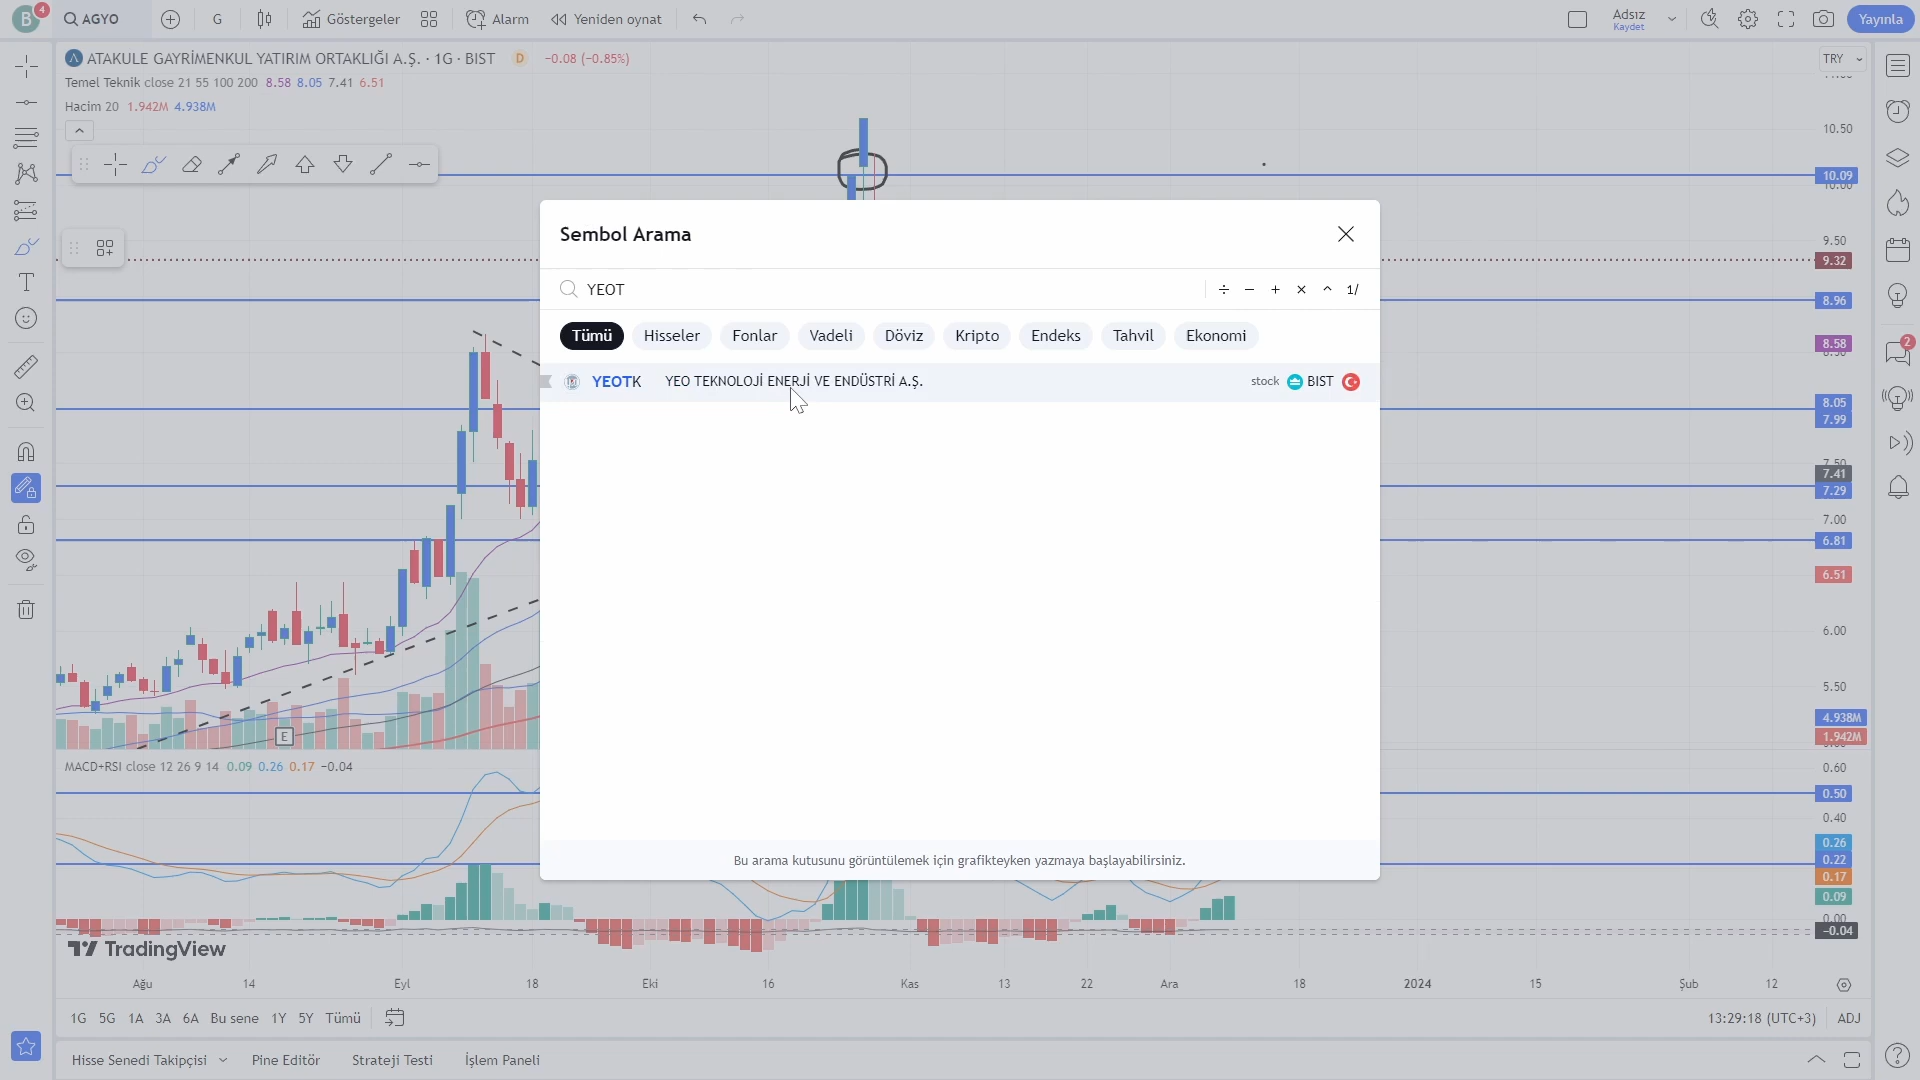 B 4 AGYO G Göstergeler Alarm Yeniden oynat Adsız Kaydet Yayınla
ATAKULE GAYRİMENKUL YATIRIM ORTAKLIĞI A.Ş. · 1G · BIST D −0.08 (−0.85%) TRY
Temel Teknik close 21 55 100 200 8.58 8.05 7.41 6.51
Hacim 20 1.942M 4.938M
10.50
10.09
10.00
9.50
9.32
8.96
8.58
8.05
7.99
7.50
7.41
7.29
7.00
6.81
6.51
6.00
5.50
4.938M
1.942M
Sembol Arama
YEOT ÷ − + × ^ 1/
Tümü Hisseler Fonlar Vadeli Döviz Kripto Endeks Tahvil Ekonomi
YEOTK YEO TEKNOLOJİ ENERJİ VE ENDÜSTRİ A.Ş. stock BIST
Bu arama kutusunu görüntülemek için grafikteyken yazmaya başlayabilirsiniz.
2
E
MACD+RSI close 12 26 9 14 0.09 0.26 0.17 −0.04
0.60
0.50
0.40
0.26
0.22
0.17
0.09
0.00
−0.04
TradingView
Ağu 14 Eyl 18 Eki 16 Kas 13 22 Ara 18 2024 15 Şub 12
1G 5G 1A 3A 6A Bu sene 1Y 5Y Tümü 13:29:18 (UTC+3) ADJ
Hisse Senedi Takipçisi Pine Editör Strateji Testi İşlem Paneli